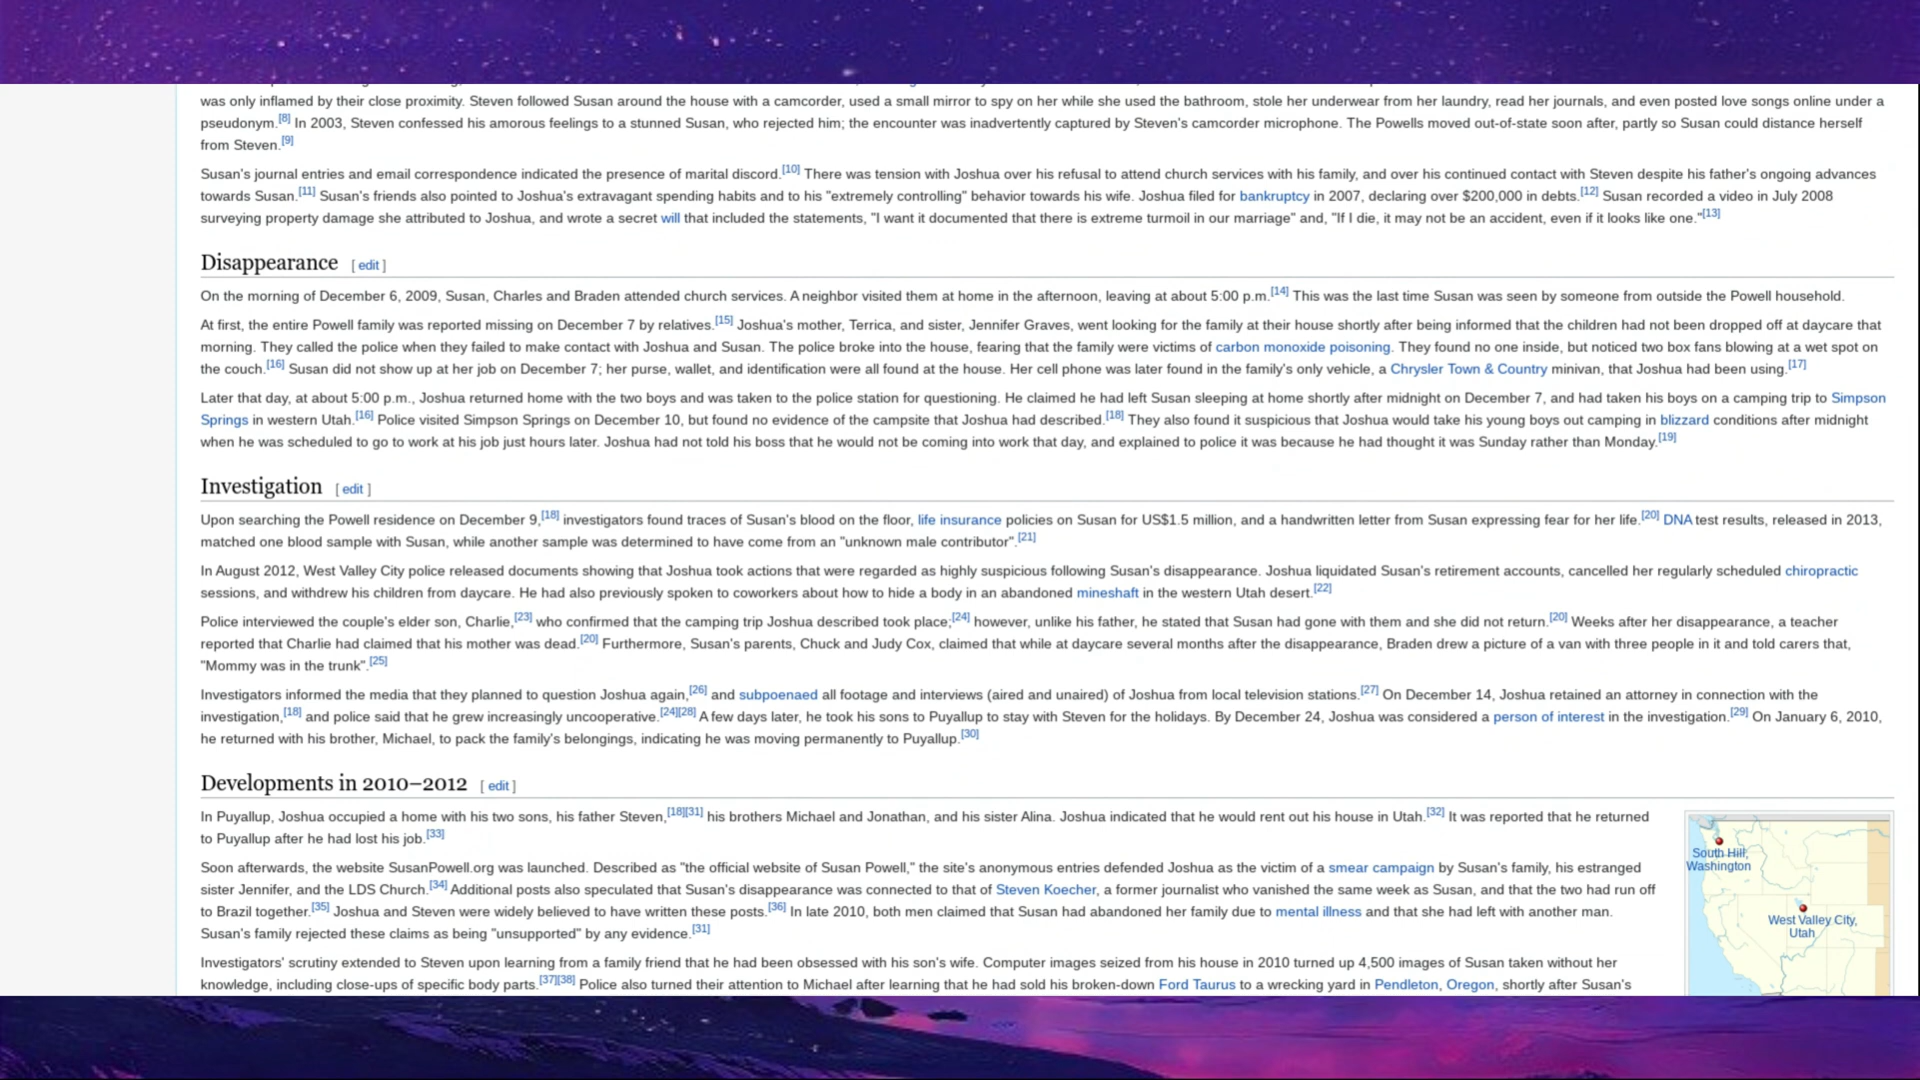 was only inflamed by their close proximity. Steven followed Susan around the house with a camcorder, used a small mirror to spy on her while she used the bathroom, stole her underwear from her laundry, read her journals, and even posted love songs online under a
pseudonym.[8] In 2003, Steven confessed his amorous feelings to a stunned Susan, who rejected him; the encounter was inadvertently captured by Steven's camcorder microphone. The Powells moved out-of-state soon after, partly so Susan could distance herself
from Steven.[9]
Susan's journal entries and email correspondence indicated the presence of marital discord.[10] There was tension with Joshua over his refusal to attend church services with his family, and over his continued contact with Steven despite his father's ongoing advances
towards Susan.[11] Susan's friends also pointed to Joshua's extravagant spending habits and to his "extremely controlling" behavior towards his wife. Joshua filed for bankruptcy in 2007, declaring over $200,000 in debts.[12] Susan recorded a video in July 2008
surveying property damage she attributed to Joshua, and wrote a secret will that included the statements, "I want it documented that there is extreme turmoil in our marriage" and, "If I die, it may not be an accident, even if it looks like one."[13]
Disappearance [ edit ]
On the morning of December 6, 2009, Susan, Charles and Braden attended church services. A neighbor visited them at home in the afternoon, leaving at about 5:00 p.m.[14] This was the last time Susan was seen by someone from outside the Powell household.
At first, the entire Powell family was reported missing on December 7 by relatives.[15] Joshua's mother, Terrica, and sister, Jennifer Graves, went looking for the family at their house shortly after being informed that the children had not been dropped off at daycare that
morning. They called the police when they failed to make contact with Joshua and Susan. The police broke into the house, fearing that the family were victims of carbon monoxide poisoning. They found no one inside, but noticed two box fans blowing at a wet spot on
the couch.[16] Susan did not show up at her job on December 7; her purse, wallet, and identification were all found at the house. Her cell phone was later found in the family's only vehicle, a Chrysler Town & Country minivan, that Joshua had been using.[17]
Later that day, at about 5:00 p.m., Joshua returned home with the two boys and was taken to the police station for questioning. He claimed he had left Susan sleeping at home shortly after midnight on December 7, and had taken his boys on a camping trip to Simpson
Springs in western Utah.[16] Police visited Simpson Springs on December 10, but found no evidence of the campsite that Joshua had described.[18] They also found it suspicious that Joshua would take his young boys out camping in blizzard conditions after midnight
when he was scheduled to go to work at his job just hours later. Joshua had not told his boss that he would not be coming into work that day, and explained to police it was because he had thought it was Sunday rather than Monday.[19]
Investigation [ edit ]
Upon searching the Powell residence on December 9,[18] investigators found traces of Susan's blood on the floor, life insurance policies on Susan for US$1.5 million, and a handwritten letter from Susan expressing fear for her life.[20] DNA test results, released in 2013,
matched one blood sample with Susan, while another sample was determined to have come from an "unknown male contributor".[21]
In August 2012, West Valley City police released documents showing that Joshua took actions that were regarded as highly suspicious following Susan's disappearance. Joshua liquidated Susan's retirement accounts, cancelled her regularly scheduled chiropractic
sessions, and withdrew his children from daycare. He had also previously spoken to coworkers about how to hide a body in an abandoned mineshaft in the western Utah desert.[22]
Police interviewed the couple's elder son, Charlie,[23] who confirmed that the camping trip Joshua described took place;[24] however, unlike his father, he stated that Susan had gone with them and she did not return.[20] Weeks after her disappearance, a teacher
reported that Charlie had claimed that his mother was dead.[20] Furthermore, Susan's parents, Chuck and Judy Cox, claimed that while at daycare several months after the disappearance, Braden drew a picture of a van with three people in it and told carers that,
"Mommy was in the trunk".[25]
Investigators informed the media that they planned to question Joshua again,[26] and subpoenaed all footage and interviews (aired and unaired) of Joshua from local television stations.[27] On December 14, Joshua retained an attorney in connection with the
investigation,[18] and police said that he grew increasingly uncooperative.[24][28] A few days later, he took his sons to Puyallup to stay with Steven for the holidays. By December 24, Joshua was considered a person of interest in the investigation.[29] On January 6, 2010,
he returned with his brother, Michael, to pack the family's belongings, indicating he was moving permanently to Puyallup.[30]
Developments in 2010–2012 [ edit ]
In Puyallup, Joshua occupied a home with his two sons, his father Steven,[18][31] his brothers Michael and Jonathan, and his sister Alina. Joshua indicated that he would rent out his house in Utah.[32] It was reported that he returned
to Puyallup after he had lost his job.[33]
Soon afterwards, the website SusanPowell.org was launched. Described as "the official website of Susan Powell," the site's anonymous entries defended Joshua as the victim of a smear campaign by Susan's family, his estranged
sister Jennifer, and the LDS Church.[34] Additional posts also speculated that Susan's disappearance was connected to that of Steven Koecher, a former journalist who vanished the same week as Susan, and that the two had run off
to Brazil together.[35] Joshua and Steven were widely believed to have written these posts.[36] In late 2010, both men claimed that Susan had abandoned her family due to mental illness and that she had left with another man.
Susan's family rejected these claims as being "unsupported" by any evidence.[31]
Investigators' scrutiny extended to Steven upon learning from a family friend that he had been obsessed with his son's wife. Computer images seized from his house in 2010 turned up 4,500 images of Susan taken without her
knowledge, including close-ups of specific body parts.[37][38] Police also turned their attention to Michael after learning that he had sold his broken-down Ford Taurus to a wrecking yard in Pendleton, Oregon, shortly after Susan's
South Hill,
Washington
West Valley City,
Utah